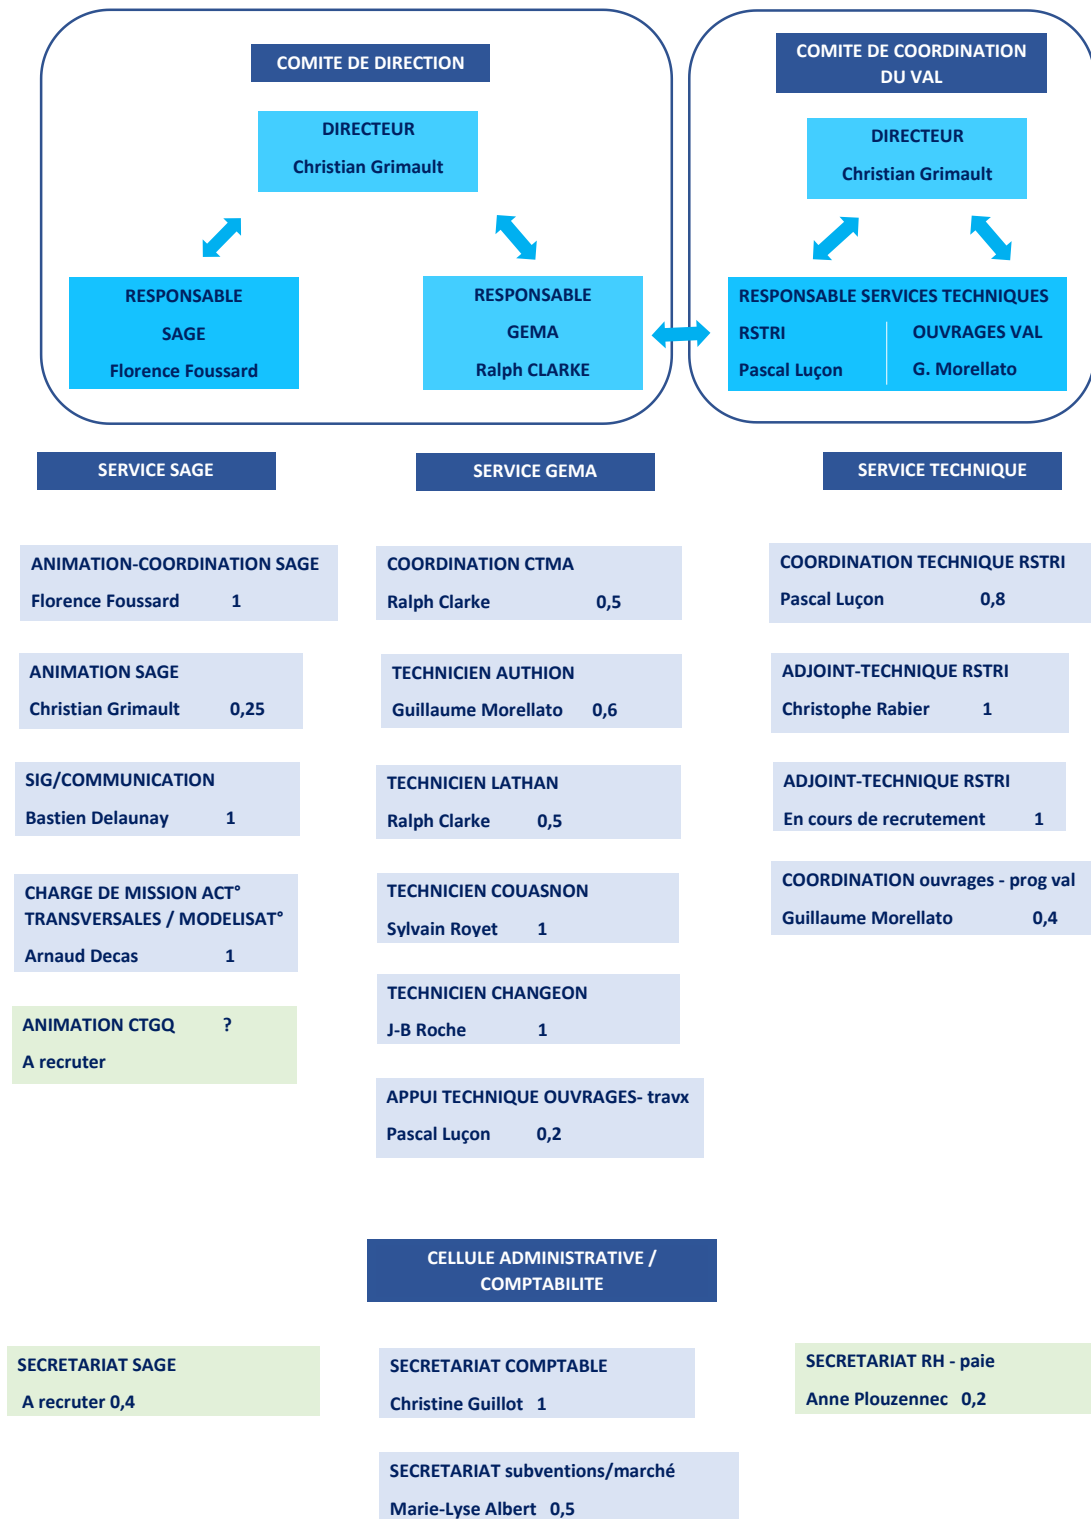 COMITE DE DIRECTION
DIRECTEUR
Christian Grimault
RESPONSABLE
SAGE
Florence Foussard
RESPONSABLE
GEMA
Ralph CLARKE
COMITE DE COORDINATION
DU VAL
DIRECTEUR
Christian Grimault
RESPONSABLE SERVICES TECHNIQUES
RSTRI
Pascal Luçon
OUVRAGES VAL
G. Morellato
SERVICE SAGE
ANIMATION-COORDINATION SAGE
Florence Foussard 1
ANIMATION SAGE
Christian Grimault 0,25
SIG/COMMUNICATION
Bastien Delaunay 1
CHARGE DE MISSION ACT°
TRANSVERSALES / MODELISAT°
Arnaud Decas 1
ANIMATION CTGQ ?
A recruter
SERVICE GEMA
COORDINATION CTMA
Ralph Clarke 0,5
TECHNICIEN AUTHION
Guillaume Morellato 0,6
TECHNICIEN LATHAN
Ralph Clarke 0,5
TECHNICIEN COUASNON
Sylvain Royet 1
TECHNICIEN CHANGEON
J-B Roche 1
APPUI TECHNIQUE OUVRAGES- travx
Pascal Luçon 0,2
SERVICE TECHNIQUE
COORDINATION TECHNIQUE RSTRI
Pascal Luçon 0,8
ADJOINT-TECHNIQUE RSTRI
Christophe Rabier 1
ADJOINT-TECHNIQUE RSTRI
En cours de recrutement 1
COORDINATION ouvrages - prog val
Guillaume Morellato 0,4
CELLULE ADMINISTRATIVE /
COMPTABILITE
SECRETARIAT SAGE
A recruter 0,4
SECRETARIAT COMPTABLE
Christine Guillot 1
SECRETARIAT subventions/marché
Marie-Lyse Albert 0,5
SECRETARIAT RH - paie
Anne Plouzennec 0,2